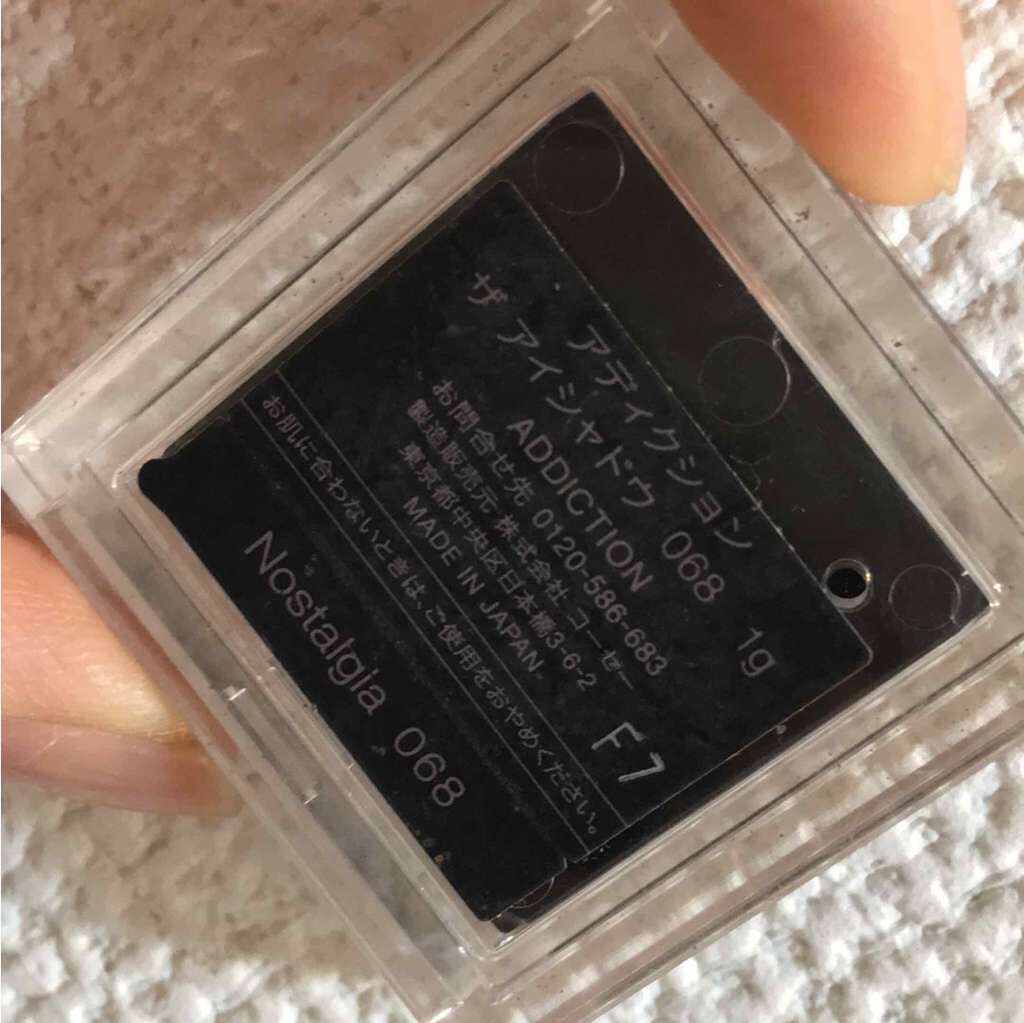 アディクション
ザ アイシャドウ 068 1g
ADDICTION
お問合せ先 0120-586-683
製造販売元 株式会社 コーセー
東京都中央区日本橋3-6-2
MADE IN JAPAN
F7
お肌に合わないときは、ご使用をおやめください。
Nostalgia 068